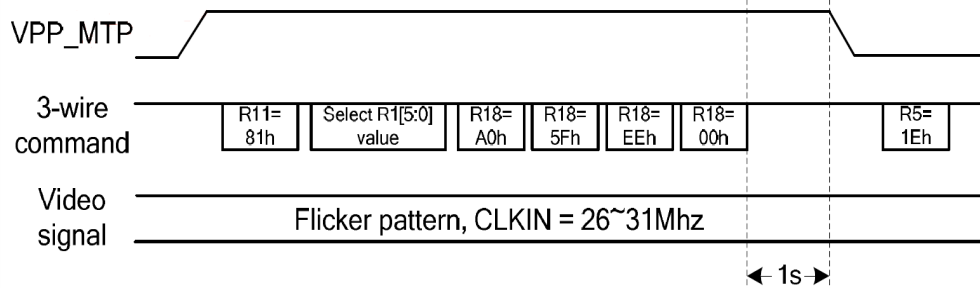 VPP_MTP
3-wire
command
R11=
81h
Select R1[5:0]
value
R18=
A0h
R18=
5Fh
R18=
EEh
R18=
00h
R5=
1Eh
Video
signal
Flicker pattern, CLKIN = 26~31Mhz
1s